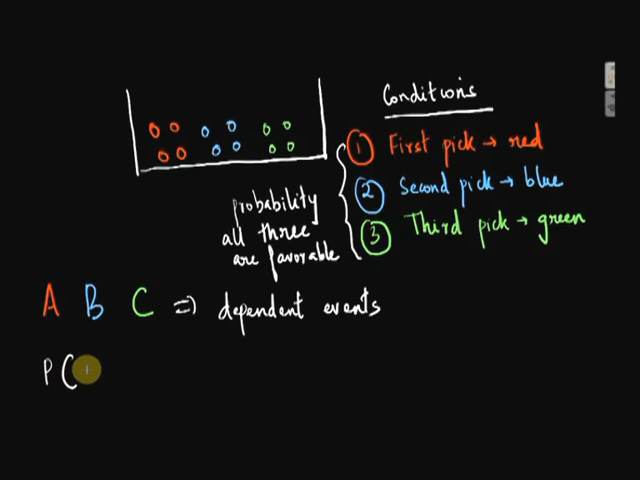 Conditions
① First pick → red
② Second pick → blue
③ Third pick → green
probability
all three
are favorable
A B C ⇒ dependent events
P (